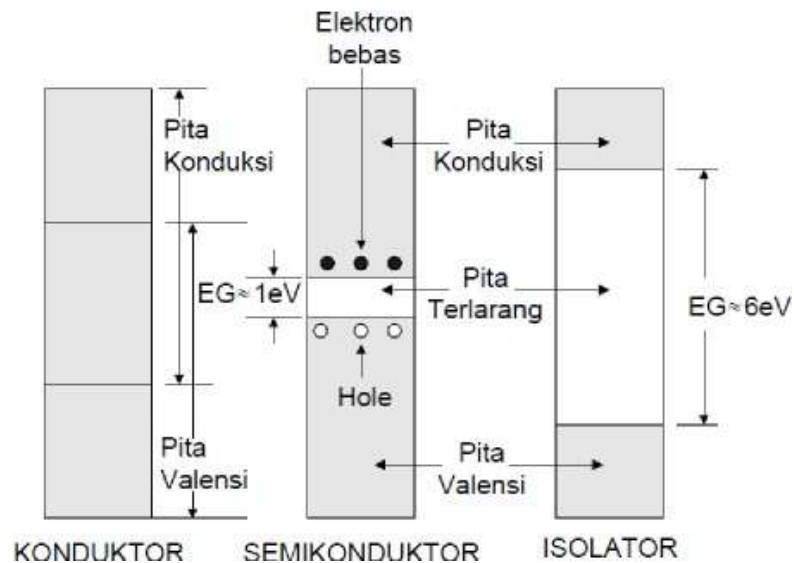 Elektron
bebas
Pita
Konduksi
Pita
Konduksi
EG≈1eV
Pita
Terlarang
EG≈6eV
Hole
Pita
Valensi
Pita
Valensi
KONDUKTOR
SEMIKONDUKTOR
ISOLATOR